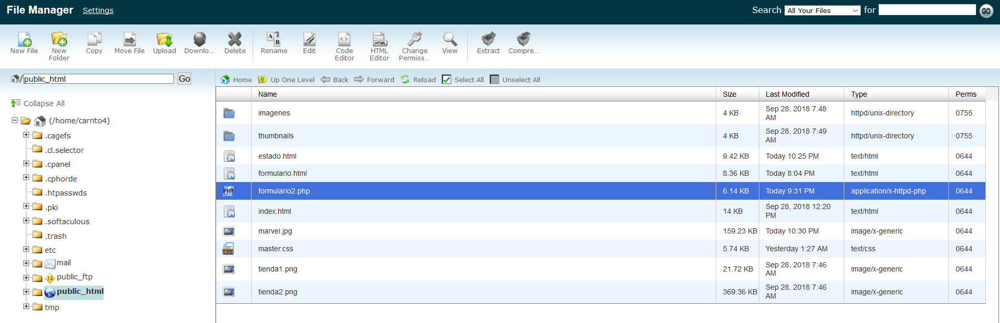 File Manager Settings
Search All Your Files for GO
New File
New
Folder
Copy
Move File
Upload
Downlo...
Delete
Rename
Edit
Code
Editor
HTML
Editor
Change
Permiss...
View
Extract
Compre...
/public_html Go
Home Up One Level Back Forward Reload Select All Unselect All
Collapse All
(/home/carrito4)
.cagefs
.cl.selector
.cpanel
.cphorde
.htpasswds
.pki
.softaculous
.trash
etc
mail
public_ftp
public_html
tmp
Name Size Last Modified Type Perms
imagenes 4 KB Sep 28, 2018 7:48 AM httpd/unix-directory 0755
thumbnails 4 KB Sep 28, 2018 7:49 AM httpd/unix-directory 0755
estado.html 9.42 KB Today 10:25 PM text/html 0644
formulario.html 8.36 KB Today 8:04 PM text/html 0644
PHP formulario2.php 6.14 KB Today 9:31 PM application/x-httpd-php 0644
index.html 14 KB Sep 28, 2018 12:20 PM text/html 0644
marvel.jpg 159.23 KB Today 10:30 PM image/x-generic 0644
CSS master.css 5.74 KB Yesterday 1:27 AM text/css 0644
tienda1.png 21.72 KB Sep 28, 2018 7:46 AM image/x-generic 0644
tienda2.png 369.36 KB Sep 28, 2018 7:46 AM image/x-generic 0644